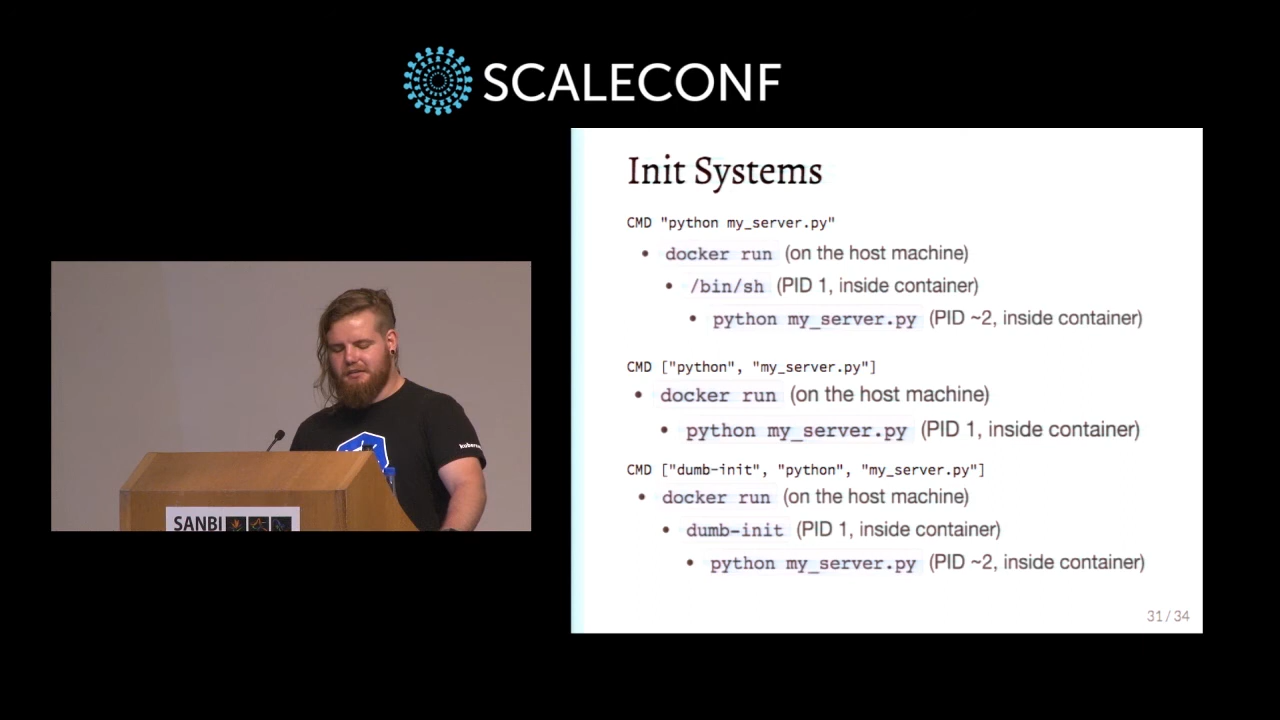 SCALECONF
Init Systems
CMD "python my_server.py"
• docker run (on the host machine)
• /bin/sh (PID 1, inside container)
• python my_server.py (PID ~2, inside container)
CMD ["python", "my_server.py"]
• docker run (on the host machine)
• python my_server.py (PID 1, inside container)
CMD ["dumb-init", "python", "my_server.py"]
• docker run (on the host machine)
• dumb-init (PID 1, inside container)
• python my_server.py (PID ~2, inside container)
31 / 34
SANBI